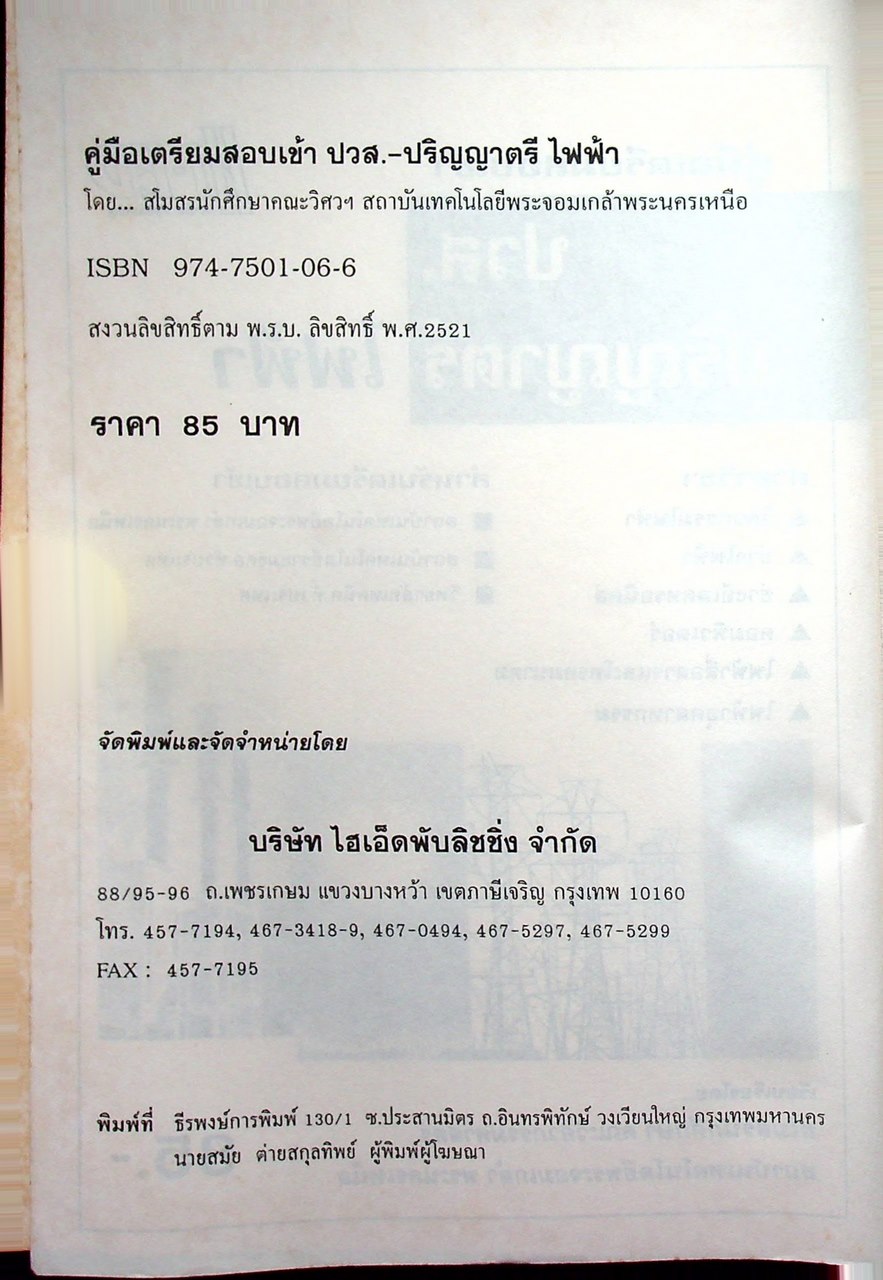 คู่มือเตรียมสอบเข้า ปวส.-ปริญญาตรี ไฟฟ้า
โดย... สโมสรนักศึกษาคณะวิศวฯ สถาบันเทคโนโลยีพระจอมเกล้าพระนครเหนือ
ISBN 974-7501-06-6
สงวนลิขสิทธิ์ตาม พ.ร.บ. ลิขสิทธิ์ พ.ศ.2521
ราคา 85 บาท
จัดพิมพ์และจัดจำหน่ายโดย
บริษัท ไฮเอ็ดพับลิชชิ่ง จำกัด
88/95-96 ถ.เพชรเกษม แขวงบางหว้า เขตภาษีเจริญ กรุงเทพ 10160
โทร. 457-7194, 467-3418-9, 467-0494, 467-5297, 467-5299
FAX : 457-7195
พิมพ์ที่ ธีรพงษ์การพิมพ์ 130/1 ซ.ประสานมิตร ถ.อินทรพิทักษ์ วงเวียนใหญ่ กรุงเทพมหานคร
นายสมัย ต่ายสกุลทิพย์ ผู้พิมพ์ผู้โฆษณา